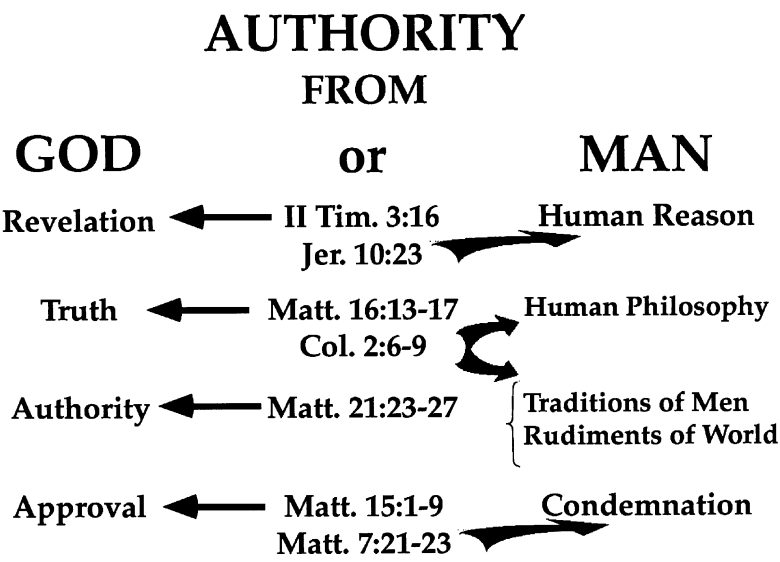 AUTHORITY
FROM
GOD or MAN
Revelation II Tim. 3:16 Human Reason
Jer. 10:23
Truth Matt. 16:13-17 Human Philosophy
Col. 2:6-9
Authority Matt. 21:23-27 Traditions of Men
Rudiments of World
Approval Matt. 15:1-9 Condemnation
Matt. 7:21-23